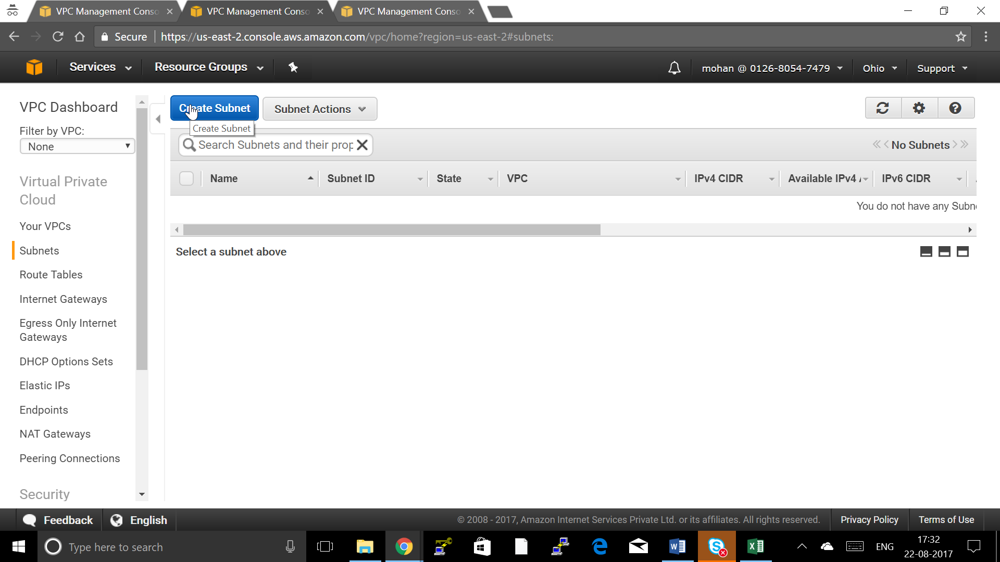 VPC Management Conso
VPC Management Conso
VPC Management Conso
Secure
https://us-east-2.console.aws.amazon.com/vpc/home?region=us-east-2#subnets:
Services
Resource Groups
mohan @ 0126-8054-7479
Ohio
Support
VPC Dashboard
Filter by VPC:
None
Virtual Private
Cloud
Your VPCs
Subnets
Route Tables
Internet Gateways
Egress Only Internet
Gateways
DHCP Options Sets
Elastic IPs
Endpoints
NAT Gateways
Peering Connections
Security
Create Subnet
Subnet Actions
Create Subnet
Search Subnets and their prop
No Subnets
Name
Subnet ID
State
VPC
IPv4 CIDR
Available IPv4
IPv6 CIDR
You do not have any Subn
Select a subnet above
Feedback
English
© 2008 - 2017, Amazon Internet Services Private Ltd. or its affiliates. All rights reserved.
Privacy Policy
Terms of Use
Type here to search
ENG
17:32
22-08-2017